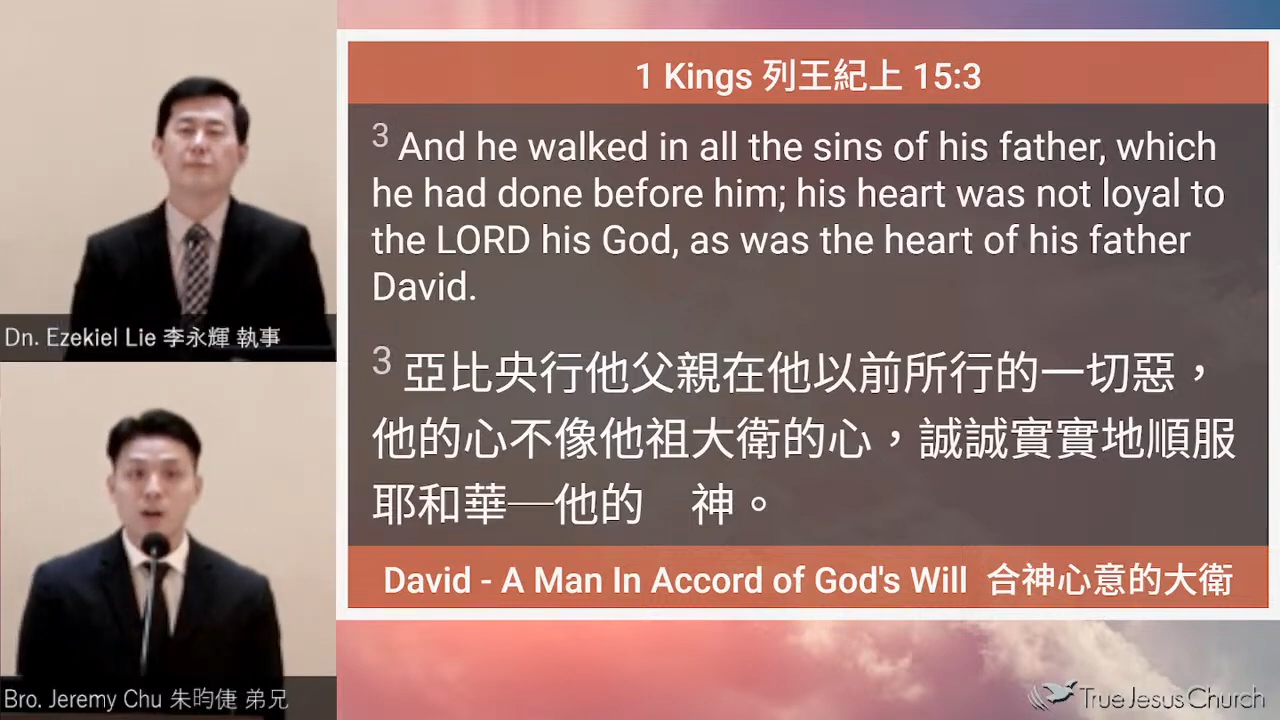 Dn. Ezekiel Lie 李永輝 執事
Bro. Jeremy Chu 朱昀倢 弟兄
1 Kings 列王紀上 15:3
3 And he walked in all the sins of his father, which
he had done before him; his heart was not loyal to
the LORD his God, as was the heart of his father
David.
3 亞比央行他父親在他以前所行的一切惡，
他的心不像他祖大衛的心，誠誠實實地順服
耶和華─他的　神。
David - A Man In Accord of God's Will 合神心意的大衛
True Jesus Church